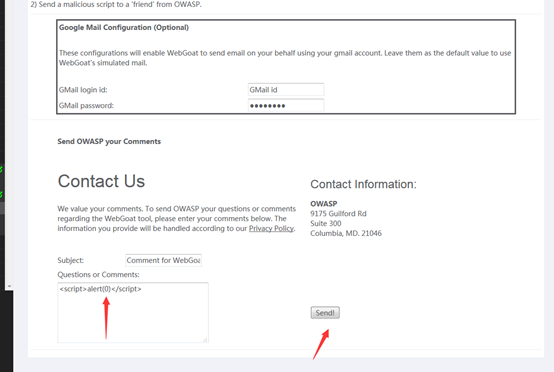 2) Send a malicious script to a 'friend' from OWASP.
Google Mail Configuration (Optional)
These configurations will enable WebGoat to send email on your behalf using your gmail account. Leave them as the default value to use
WebGoat's simulated mail.
GMail login id: GMail id
GMail password: ●●●●●●●●
Send OWASP your Comments
Contact Us
We value your comments. To send OWASP your questions or comments
regarding the WebGoat tool, please enter your comments below. The
information you provide will be handled according to our Privacy Policy.
Contact Information:
OWASP
9175 Guilford Rd
Suite 300
Columbia, MD. 21046
Subject: Comment for WebGoa
Questions or Comments:
<script>alert(0)</script>
Send!